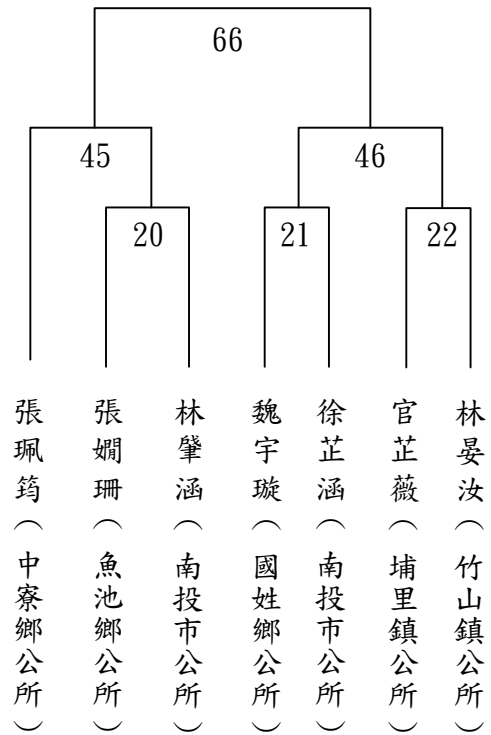 66
45
46
20
21
22
張珮筠（中寮鄉公所）
張嫺珊（魚池鄉公所）
林肇涵（南投市公所）
魏宇璇（國姓鄉公所）
徐芷涵（南投市公所）
官芷薇（埔里鎮公所）
林晏汝（竹山鎮公所）